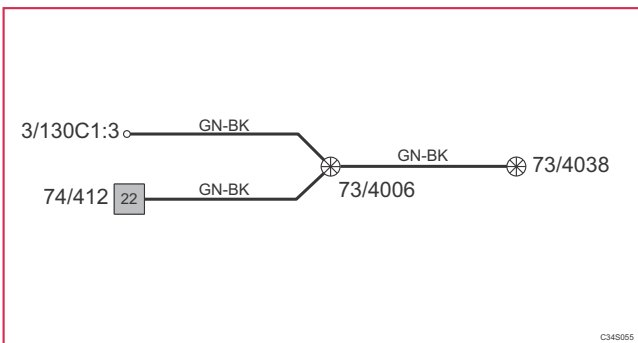 3/130C1:3
GN-BK
GN-BK
73/4038
74/412
22
GN-BK
73/4006
C34S055